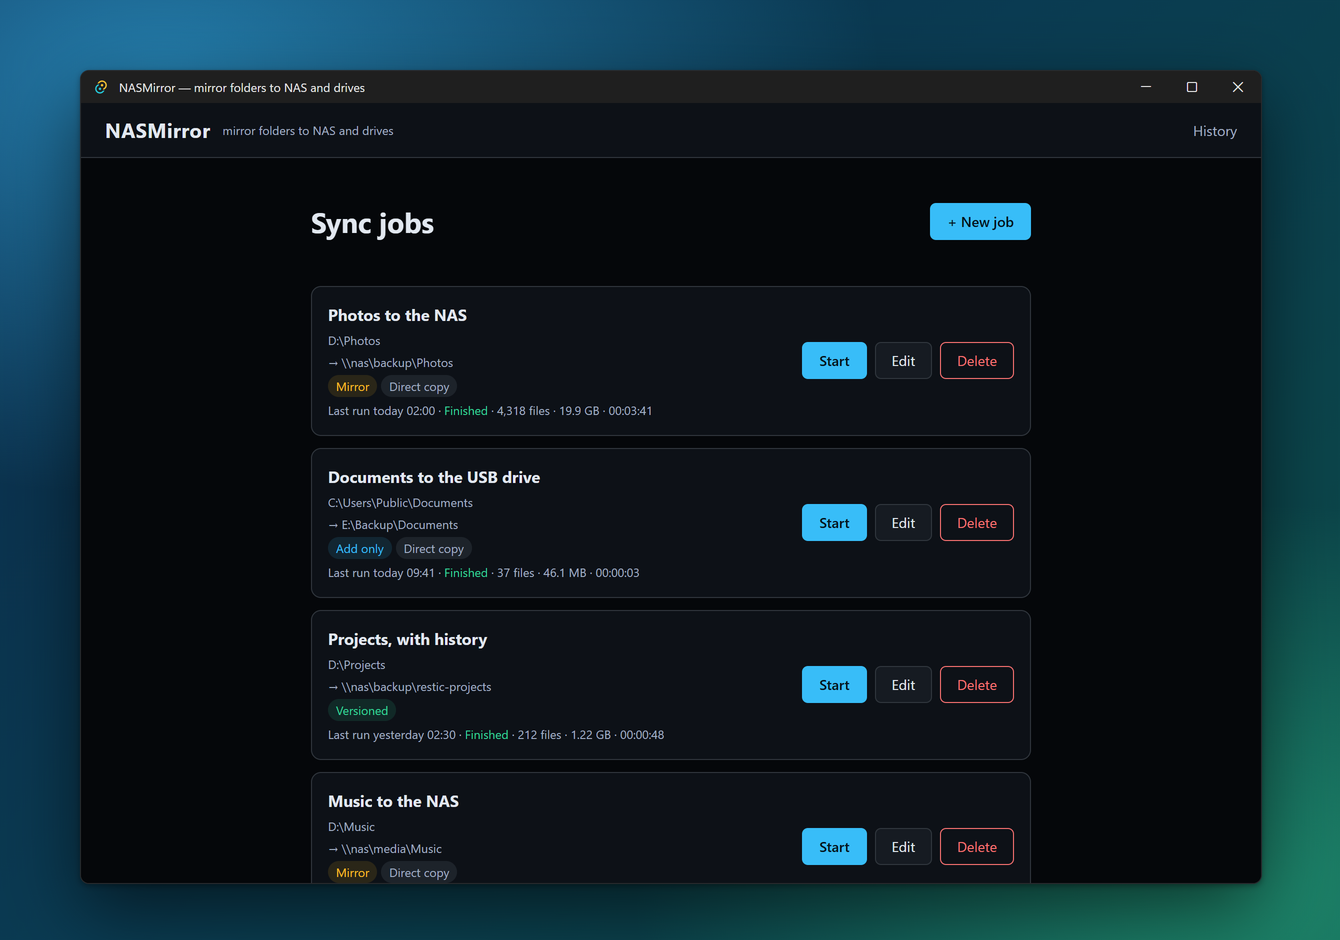 NASMirror — mirror folders to NAS and drives
NASMirror mirror folders to NAS and drives History
Sync jobs + New job
Photos to the NAS
D:\Photos
→ \\nas\backup\Photos
Start Edit Delete
Mirror Direct copy
Last run today 02:00 · Finished · 4,318 files · 19.9 GB · 00:03:41
Documents to the USB drive
C:\Users\Public\Documents
→ E:\Backup\Documents
Start Edit Delete
Add only Direct copy
Last run today 09:41 · Finished · 37 files · 46.1 MB · 00:00:03
Projects, with history
D:\Projects
→ \\nas\backup\restic-projects
Start Edit Delete
Versioned
Last run yesterday 02:30 · Finished · 212 files · 1.22 GB · 00:00:48
Music to the NAS
D:\Music
→ \\nas\media\Music
Start Edit Delete
Mirror Direct copy